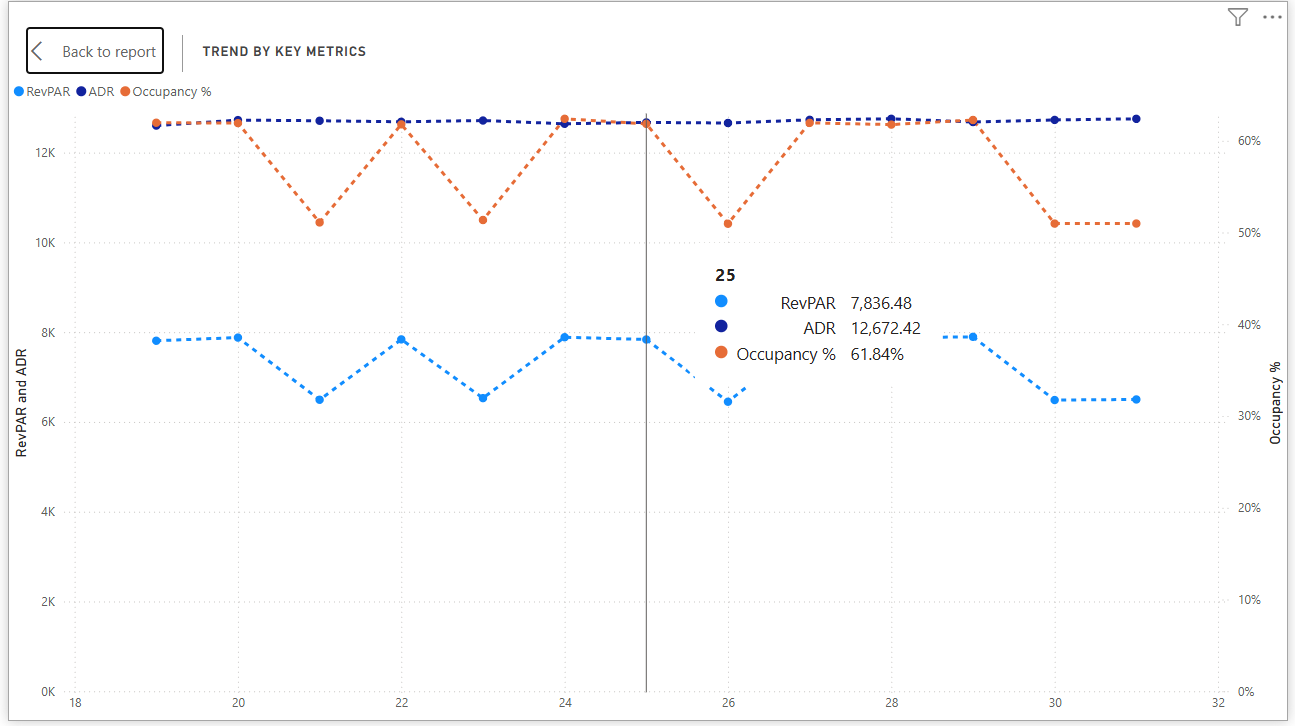 Back to report
TREND BY KEY METRICS
RevPAR ADR Occupancy %
12K
10K
8K
6K
4K
2K
0K
RevPAR and ADR
60%
50%
40%
30%
20%
10%
0%
Occupancy %
25
RevPAR 7,836.48
ADR 12,672.42
Occupancy % 61.84%
18 20 22 24 26 28 30 32